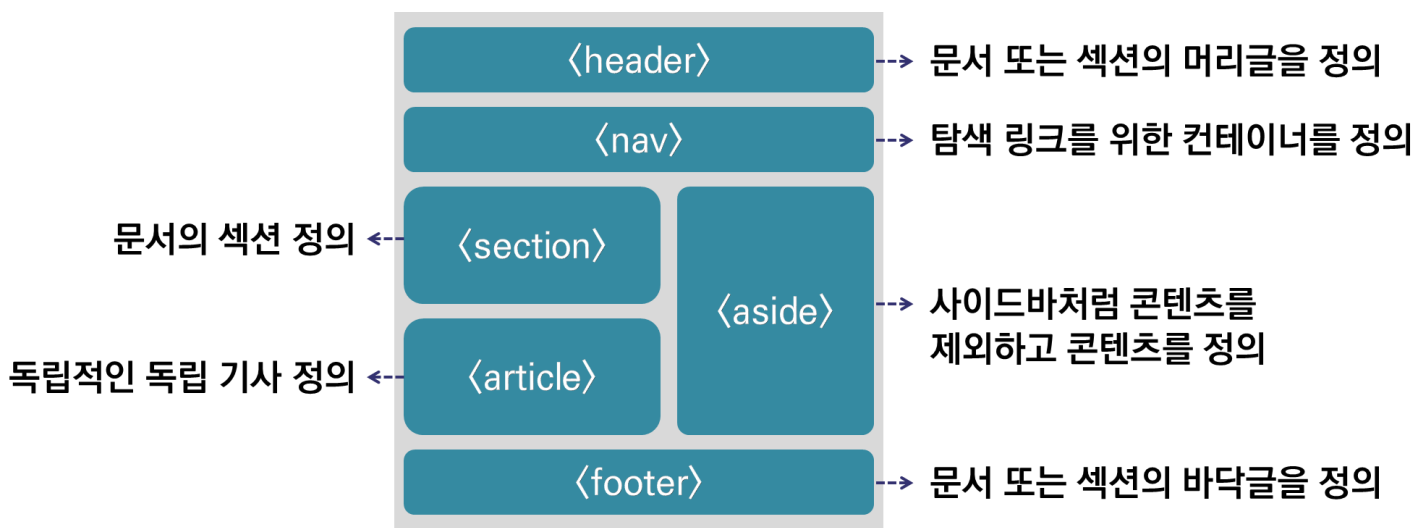 〈header〉
문서 또는 섹션의 머리글을 정의
〈nav〉
탐색 링크를 위한 컨테이너를 정의
문서의 섹션 정의
〈section〉
〈aside〉
사이드바처럼 콘텐츠를
제외하고 콘텐츠를 정의
독립적인 독립 기사 정의
〈article〉
〈footer〉
문서 또는 섹션의 바닥글을 정의